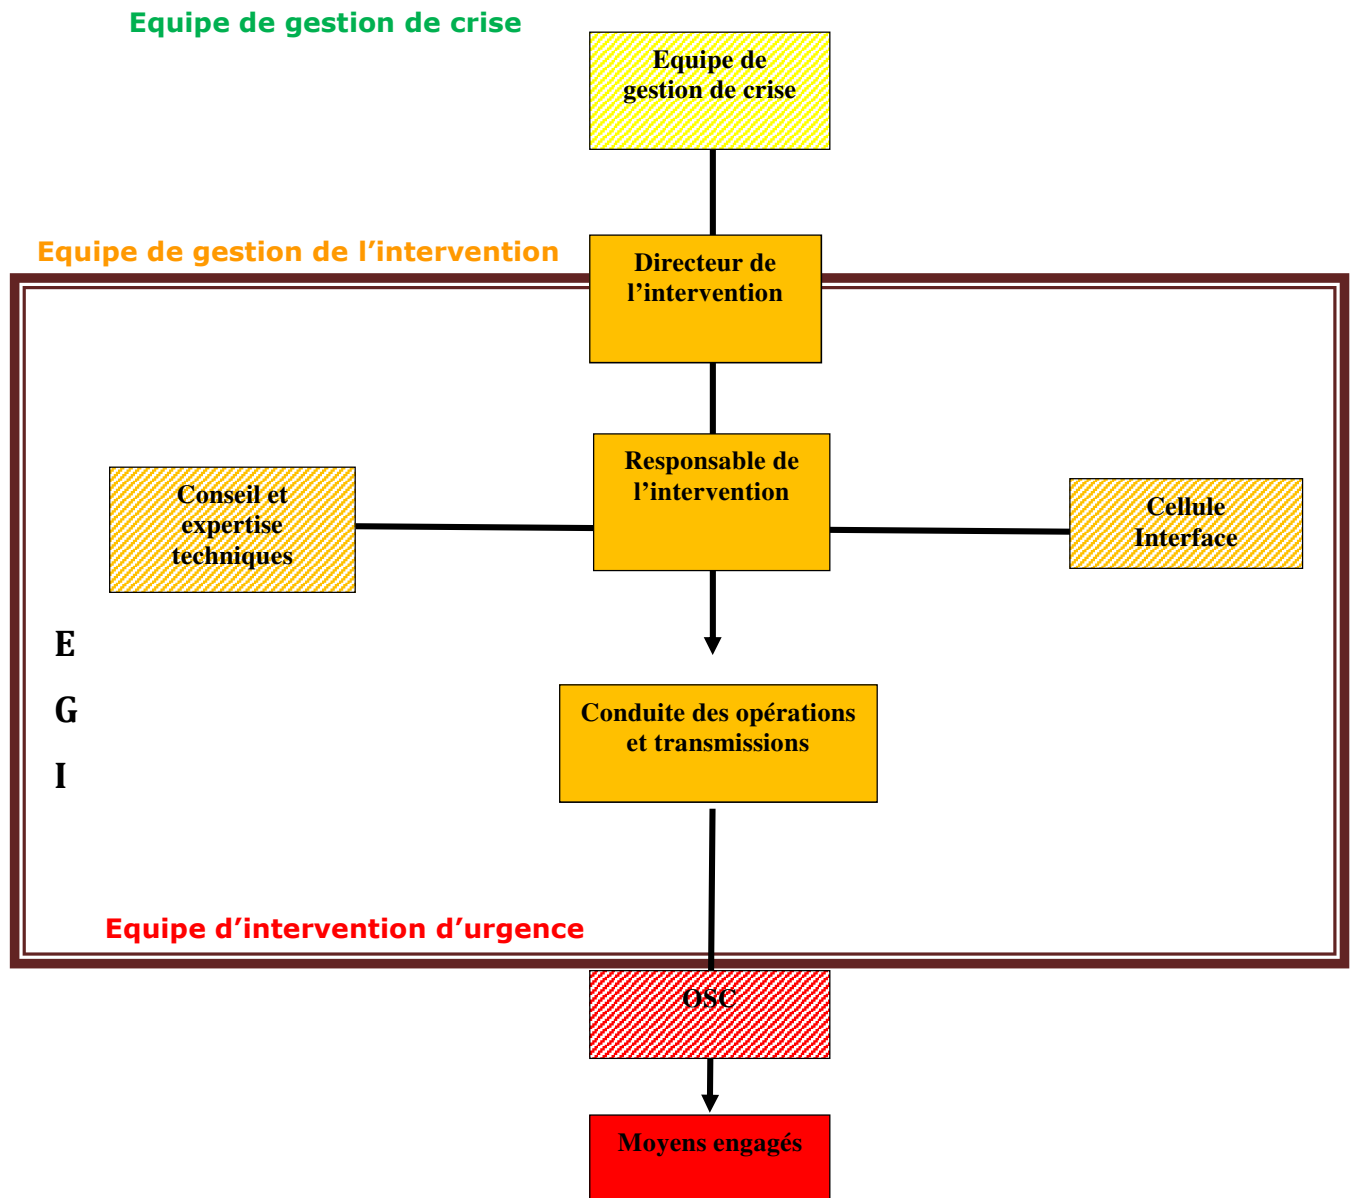 Equipe de gestion de crise
Equipe de
gestion de crise
Equipe de gestion de l’intervention
Directeur de
l’intervention
Responsable de
l’intervention
Conseil et
expertise
techniques
Cellule
Interface
E
G
I
Conduite des opérations
et transmissions
Equipe d’intervention d’urgence
OSC
Moyens engagés